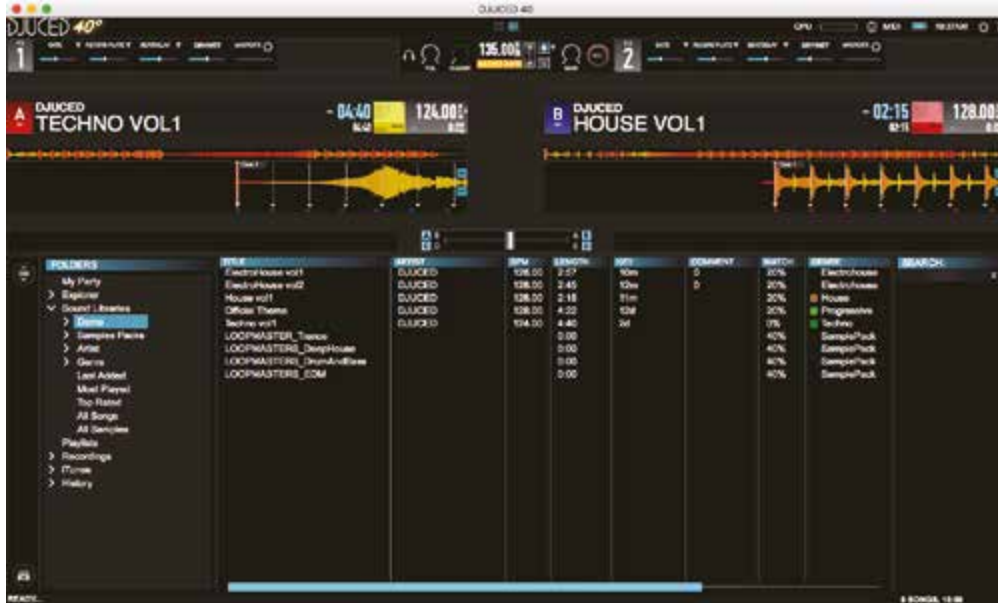 DJUCED 40
DJUCED 40°
CPU MIDI
1
135.00
2
A DJUCED - 04:40 124.00
TECHNO VOL1
B DJUCED - 02:15 128.00
HOUSE VOL1
A B
C D
FOLDERS TITLE ARTIST BPM LENGTH KEY COMMENT MATCH GENRE SEARCH:
ElectroHouse vol1 DJUCED 128.00 2:57 10m 0 20% Electrohouse
ElectroHouse vol2 DJUCED 128.00 2:45 12m 0 20% Electrohouse
House vol1 DJUCED 128.00 2:15 11m 20% House
Official Theme DJUCED 128.00 4:22 12d 20% Progressive
Techno vol1 DJUCED 124.00 4:40 2d 0% Techno
LOOPMASTER_Trance 0:00 40% SamplePack
LOOPMASTERS_DeepHouse 0:00 40% SamplePack
LOOPMASTERS_DrumAndBass 0:00 40% SamplePack
LOOPMASTERS_EDM 0:00 40% SamplePack
My Party
Explorer
Sound Libraries
Demo
Samples Packs
Artist
Genre
Last Added
Most Played
Top Rated
All Songs
All Samples
Playlists
Recordings
iTunes
History
READY...